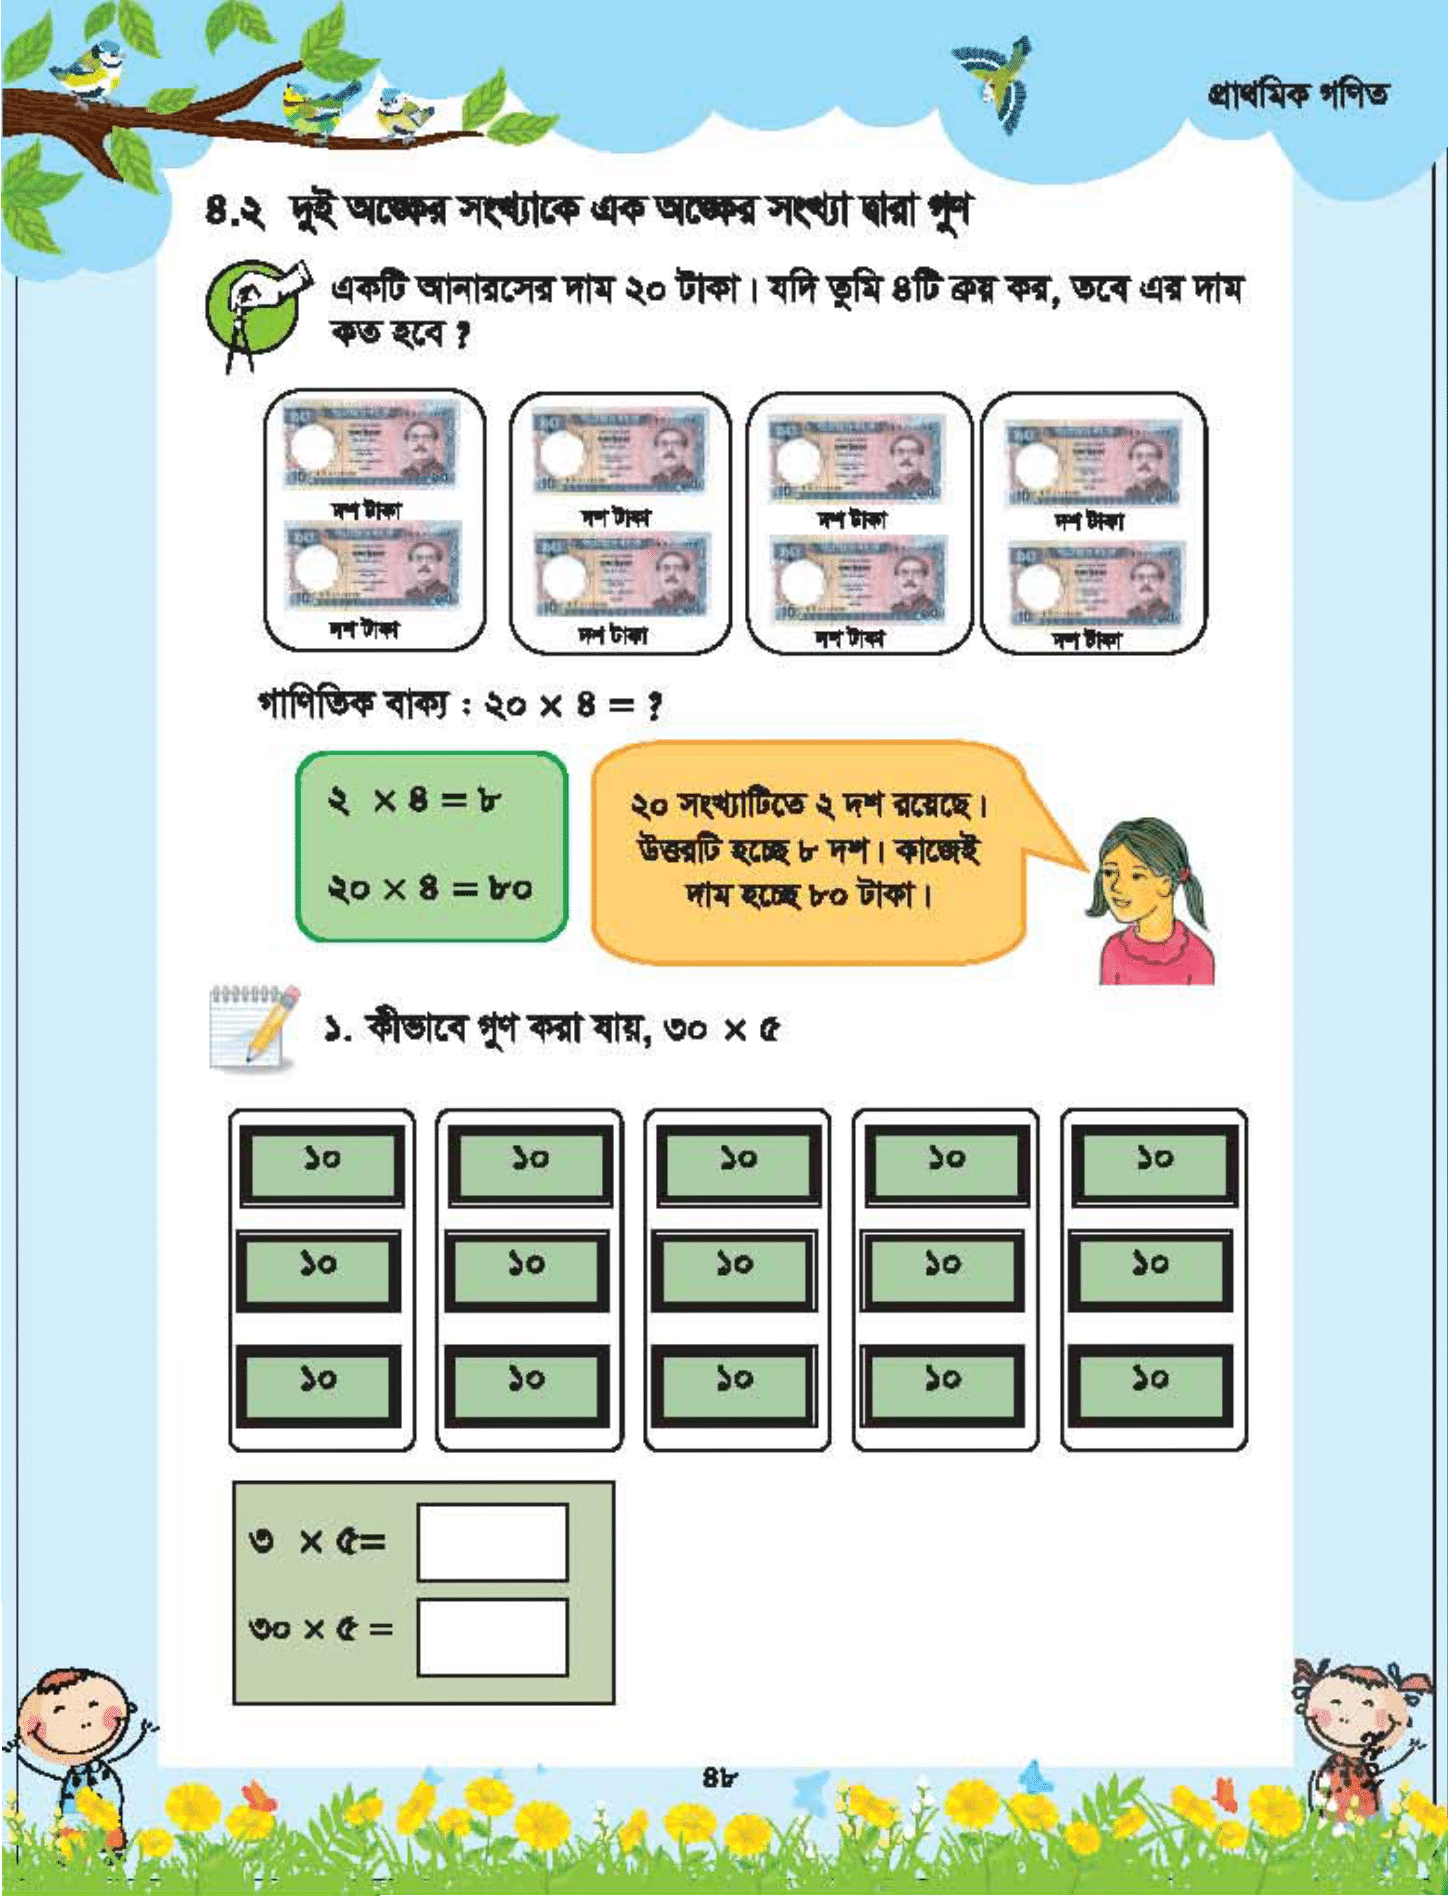 প্রাথমিক গণিত
৪.২ দুই অঙ্কের সংখ্যাকে এক অঙ্কের সংখ্যা দ্বারা গুণ
একটি আনারসের দাম ২০ টাকা। যদি তুমি ৪টি ক্রয় কর, তবে এর দাম
কত হবে ?
দশ টাকা দশ টাকা দশ টাকা দশ টাকা
দশ টাকা দশ টাকা দশ টাকা দশ টাকা
গাণিতিক বাক্য : ২০ × ৪ = ?
২ × ৪ = ৮
২০ × ৪ = ৮০
২০ সংখ্যাটিতে ২ দশ রয়েছে।
উত্তরটি হচ্ছে ৮ দশ। কাজেই
দাম হচ্ছে ৮০ টাকা।
১. কীভাবে গুণ করা যায়, ৩০ × ৫
১০ ১০ ১০ ১০ ১০
১০ ১০ ১০ ১০ ১০
১০ ১০ ১০ ১০ ১০
৩ × ৫=
৩০ × ৫ =
৪৮